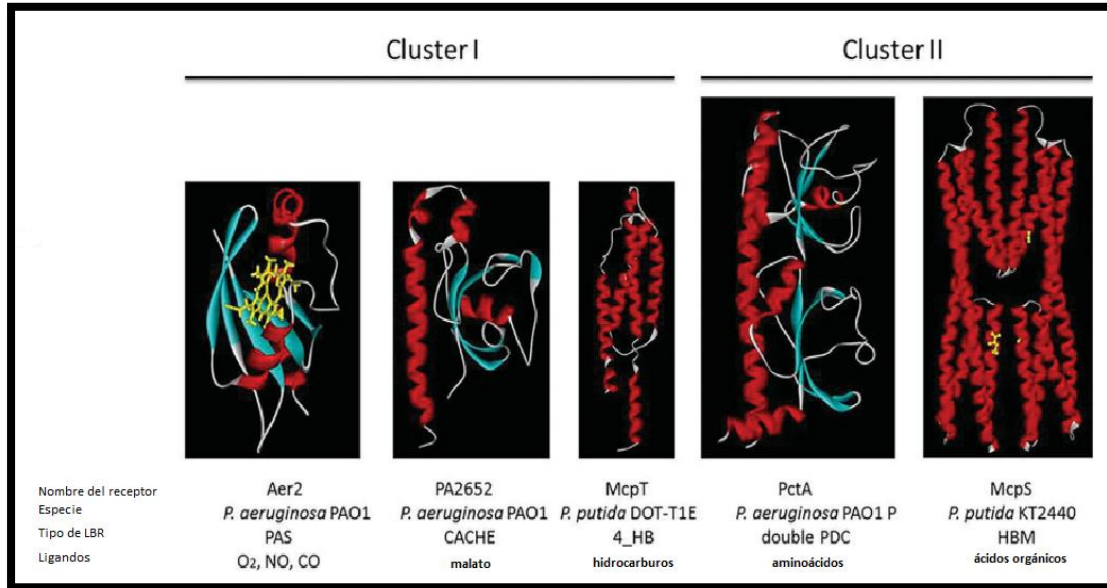 Cluster I
Cluster II
Nombre del receptor
Aer2
PA2652
McpT
PctA
McpS
Especie
P. aeruginosa PAO1
P. aeruginosa PAO1
P. putida DOT-T1E
P. aeruginosa PAO1 P
P. putida KT2440
Tipo de LBR
PAS
CACHE
4_HB
double PDC
HBM
Ligandos
O2, NO, CO
malato
hidrocarburos
aminoácidos
ácidos orgánicos